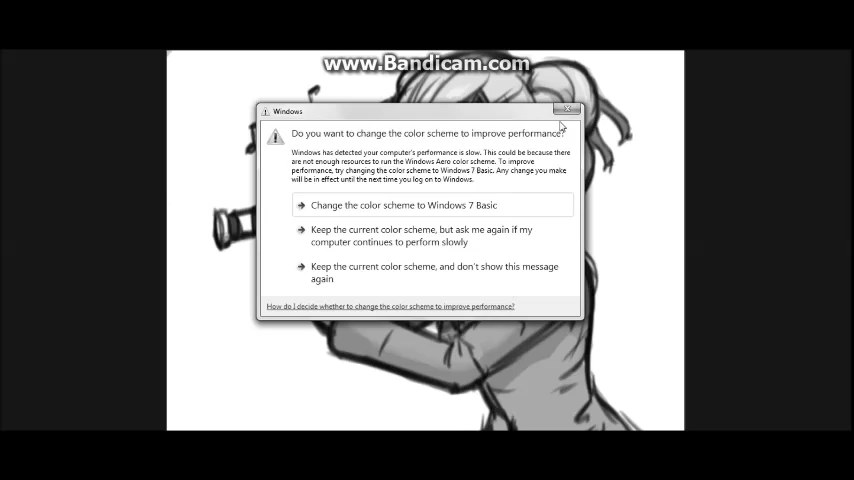 www.Bandicam.com
Windows
Do you want to change the color scheme to improve performance?
Windows has detected your computer's performance is slow. This could be because there
are not enough resources to run the Windows Aero color scheme. To improve
performance, try changing the color scheme to Windows 7 Basic. Any change you make
will be in effect until the next time you log on to Windows.
Change the color scheme to Windows 7 Basic
Keep the current color scheme, but ask me again if my
computer continues to perform slowly
Keep the current color scheme, and don't show this message
again
How do I decide whether to change the color scheme to improve performance?